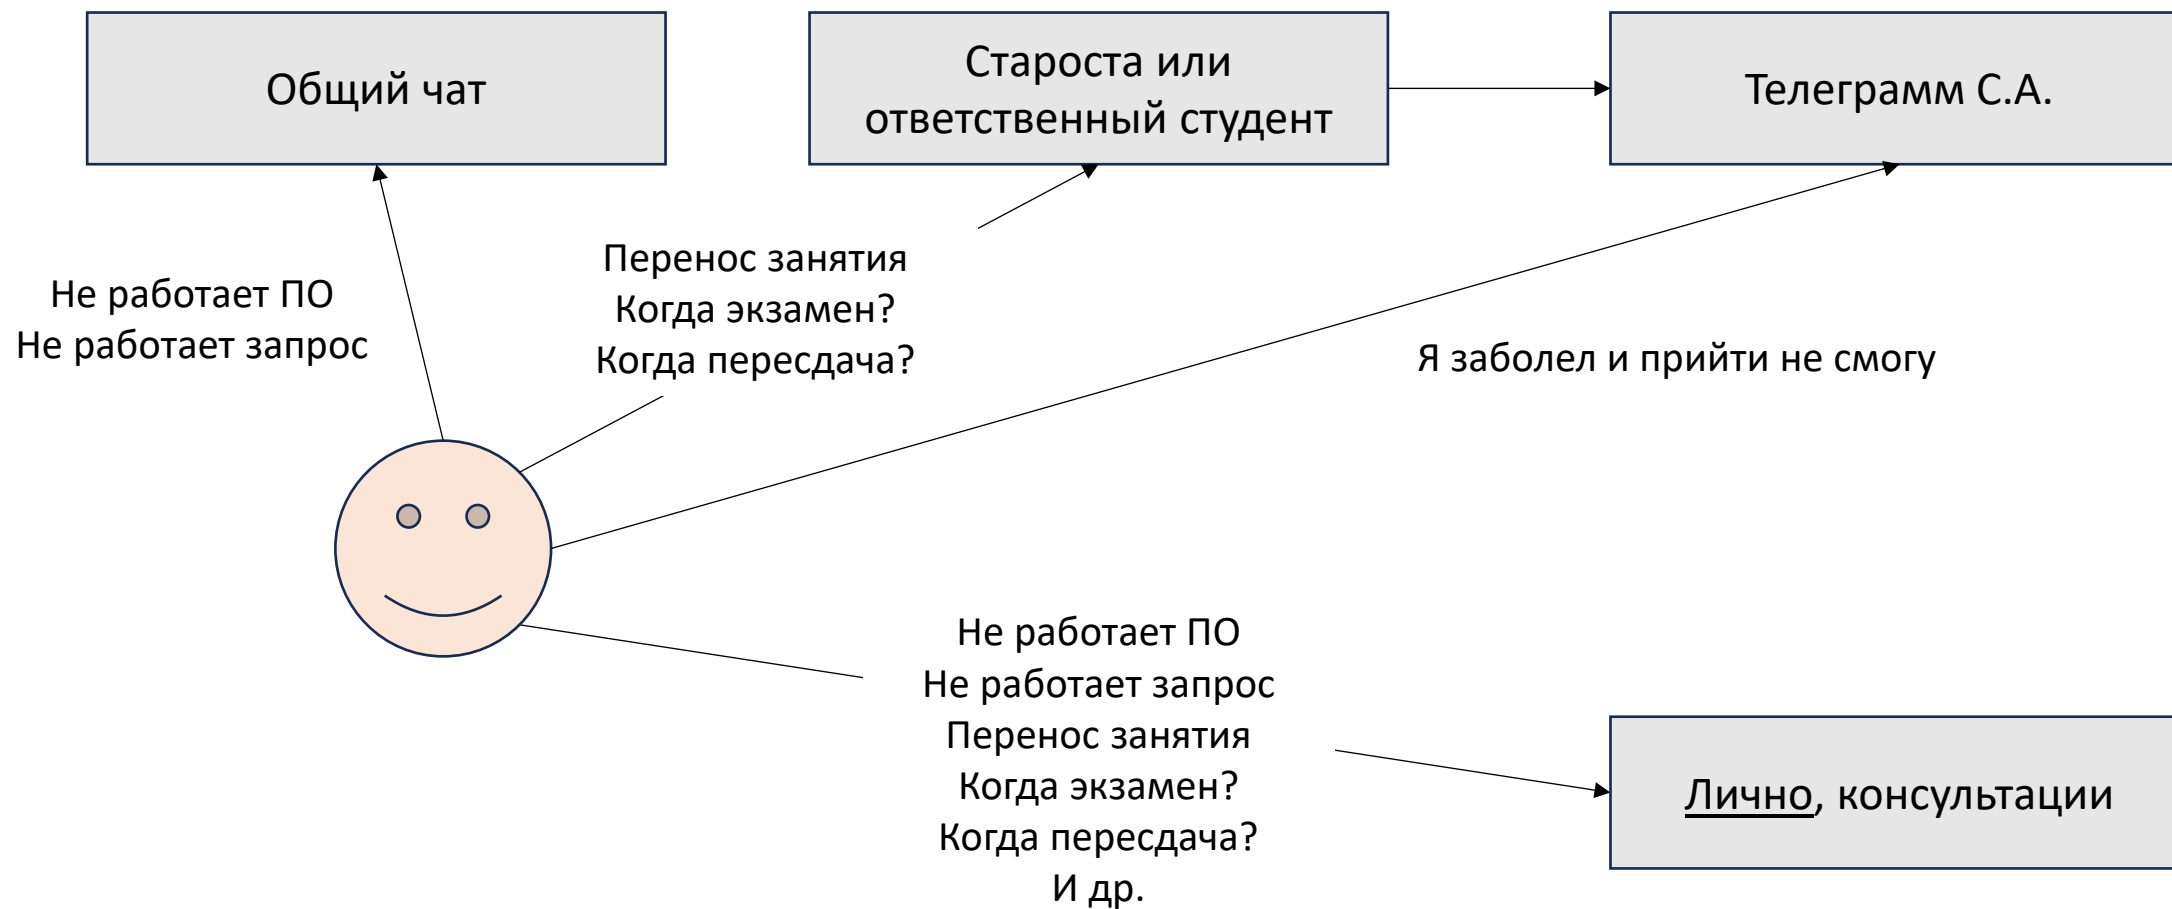 Общий чат
Староста или
ответственный студент
Телеграмм С.А.
Не работает ПО
Не работает запрос
Перенос занятия
Когда экзамен?
Когда пересдача?
Я заболел и прийти не смогу
Не работает ПО
Не работает запрос
Перенос занятия
Когда экзамен?
Когда пересдача?
И др.
Лично, консультации